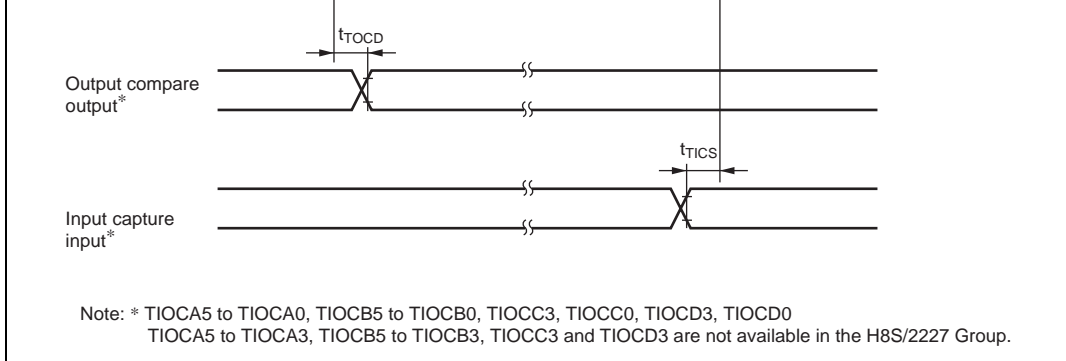 tTOCD
Output compare
output*
tTICS
Input capture
input*
Note: * TIOCA5 to TIOCA0, TIOCB5 to TIOCB0, TIOCC3, TIOCC0, TIOCD3, TIOCD0
TIOCA5 to TIOCA3, TIOCB5 to TIOCB3, TIOCC3 and TIOCD3 are not available in the H8S/2227 Group.